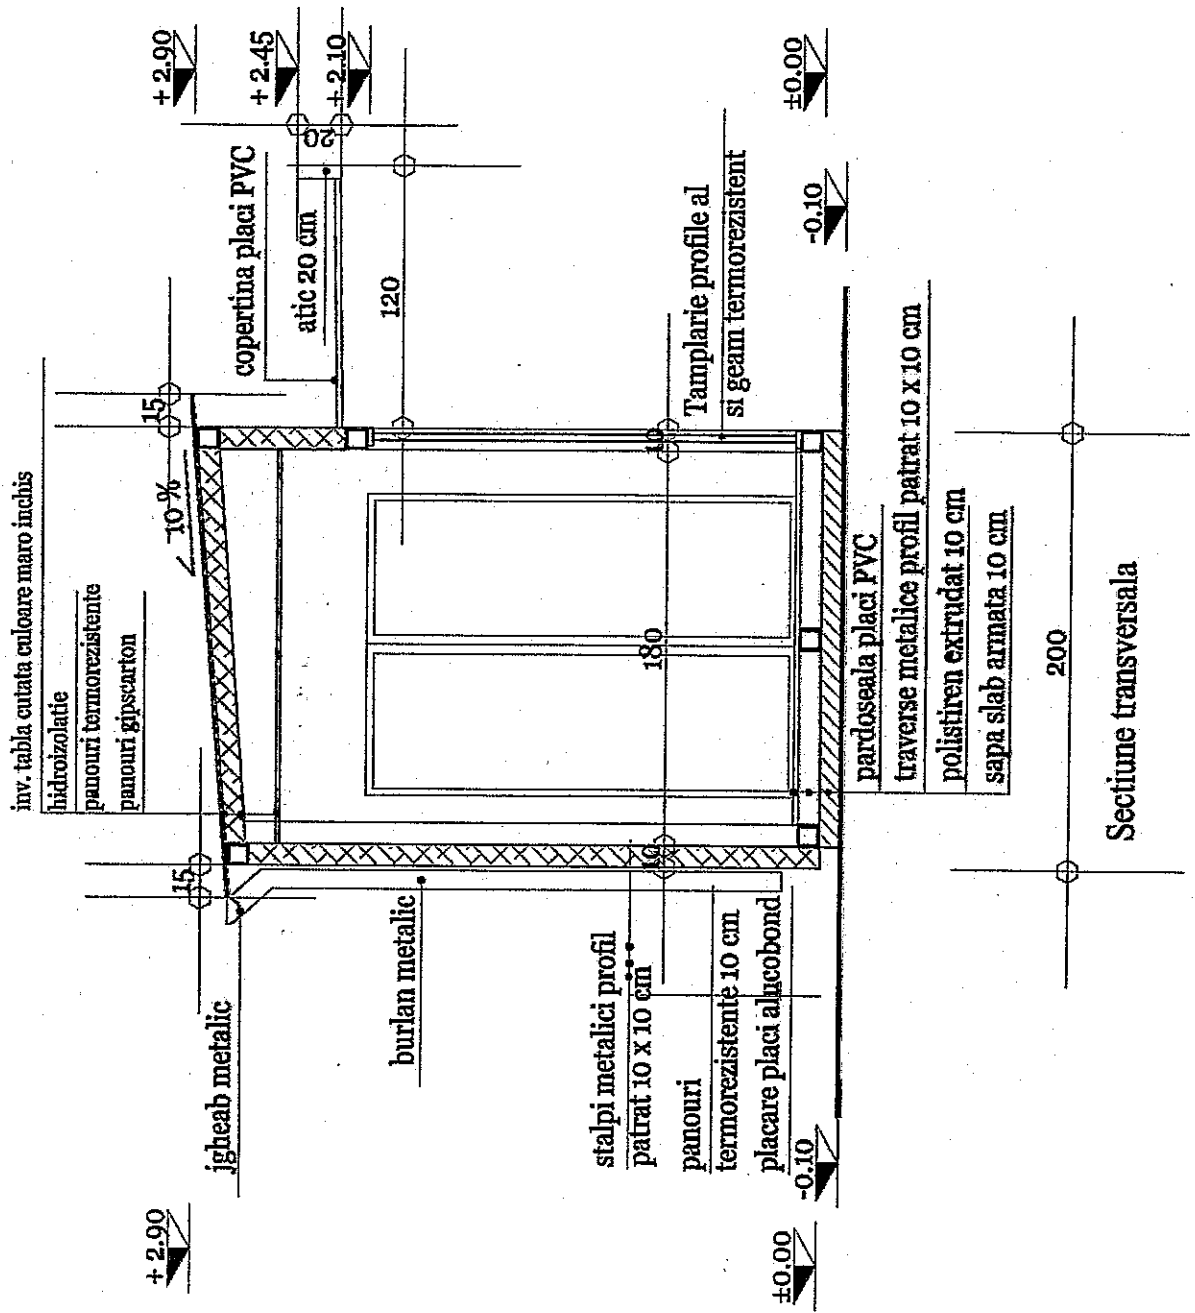 + 2.90
+ 2.45
+ 2.10
±0.00
-0.10
20
copertina placi PVC
atic 20 cm
120
Tamplarie profile al
si geam termorezistent
15
10 %
10
inv. tabla cutata culoare maro inchis
hidroizolatie
panouri termorezistente
panouri gipscarton
180
pardoseala placi PVC
traverse metalice profil patrat 10 x 10 cm
polistiren extrudat 10 cm
sapa slab armata 10 cm
200
Sectiune transversala
15
10
jgheab metalic
burlan metalic
stalpi metalici profil
patrat 10 x 10 cm
panouri
termorezistente 10 cm
placare placi alucobond
+ 2.90
-0.10
±0.00